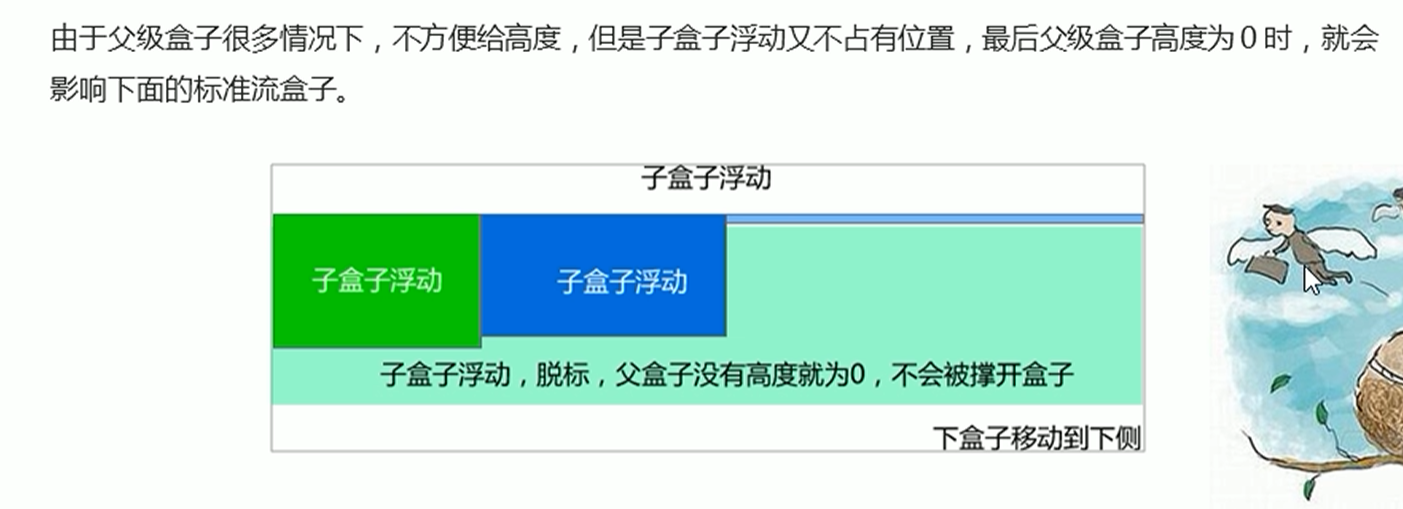 由于父级盒子很多情况下，不方便给高度，但是子盒子浮动又不占有位置，最后父级盒子高度为0时，就会
影响下面的标准流盒子。
子盒子浮动
子盒子浮动
子盒子浮动
子盒子浮动，脱标，父盒子没有高度就为0，不会被撑开盒子
下盒子移动到下侧